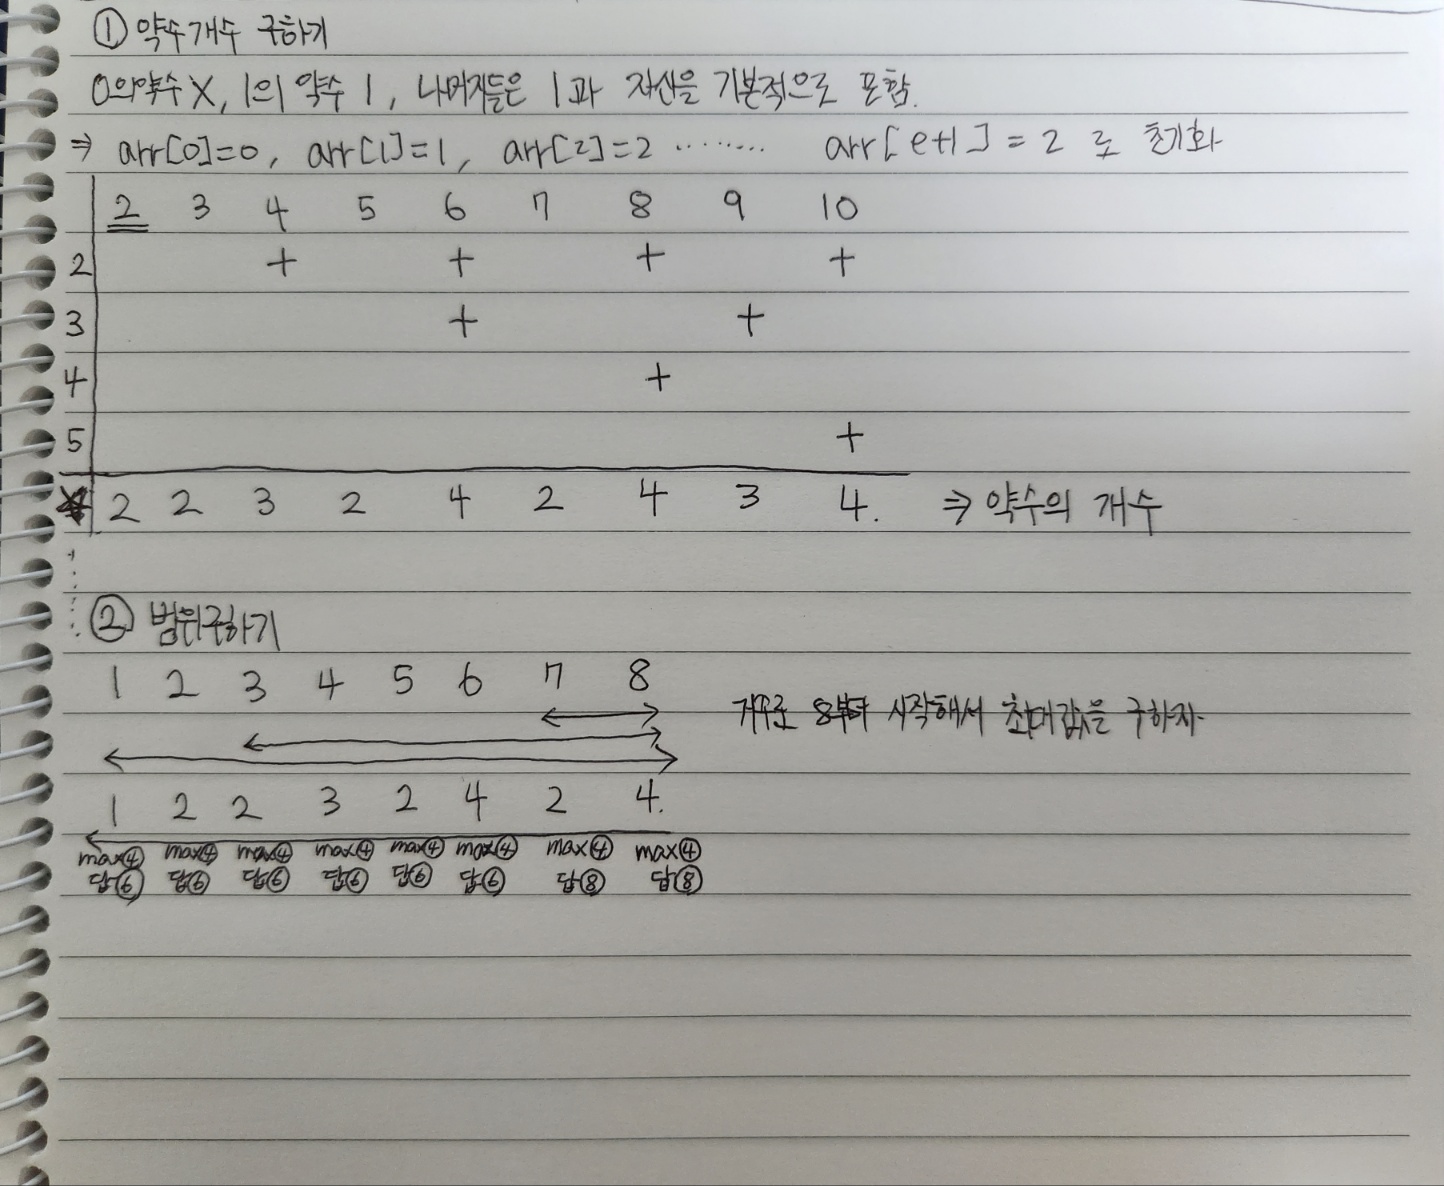 ① 약수 개수 구하기
0의약수 X, 1의 약수 1, 나머지들은 1과 자신을 기본적으로 포함.
⇒ arr[0]=0, arr[1]=1, arr[2]=2 ········ arr[e+1] = 2 로 초기화
2 3 4 5 6 7 8 9 10
2 + + + +
3 + +
4 +
5 +
★ 2 2 3 2 4 2 4 3 4. ⇒ 약수의 개수
② 범위구하기
1 2 3 4 5 6 7 8
거꾸로 8부터 시작해서 최대값을 구하자.
1 2 2 3 2 4 2 4.
max④ max④ max④ max④ max④ max④ max④ max④
답⑥ 답⑥ 답⑥ 답⑥ 답⑥ 답⑥ 답⑧ 답⑧